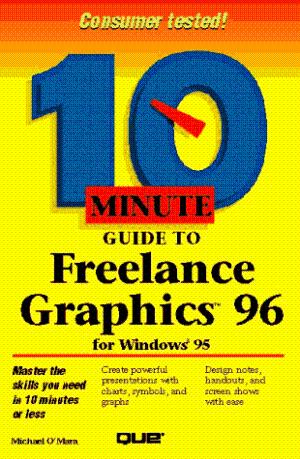 Consumer tested!
10
MINUTE
GUIDE TO
Freelance
Graphics™ 96
for Windows® 95
Master the
skills you need
in 10 minutes
or less
Create powerful
presentations with
charts, symbols, and
graphs
Design notes,
handouts, and
screen shows
with ease
Michael O'Mara
QUE®